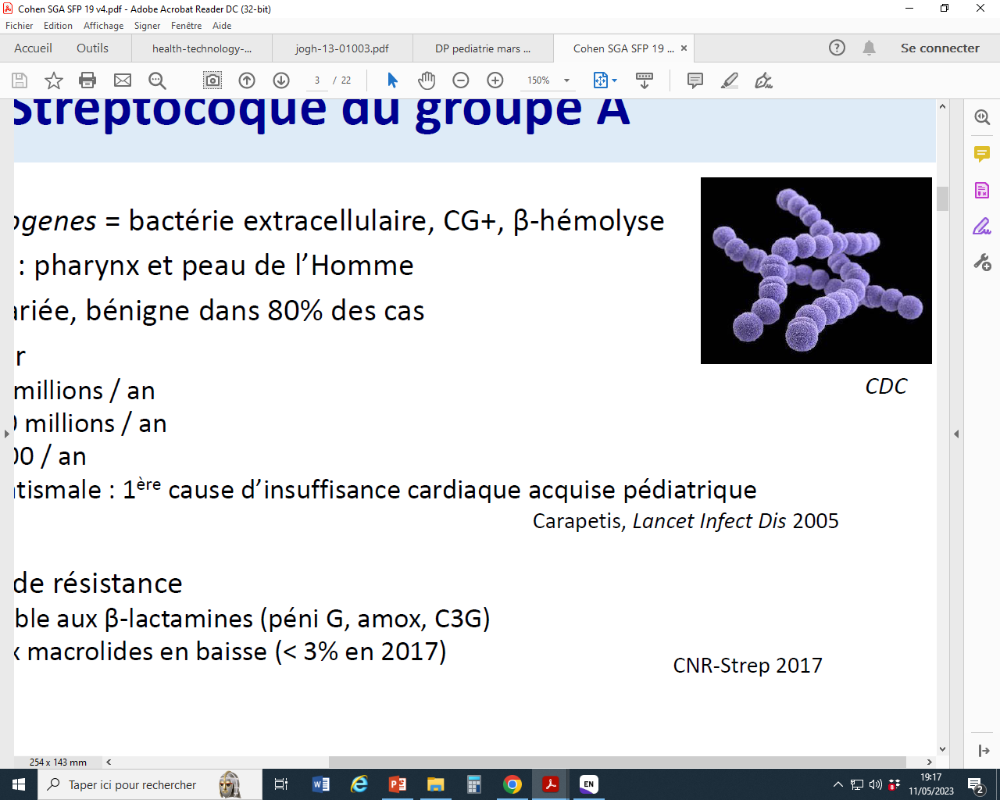 Cohen SGA SFP 19 v4.pdf - Adobe Acrobat Reader DC (32-bit)
Fichier Edition Affichage Signer Fenêtre Aide
Accueil Outils health-technology-... jogh-13-01003.pdf DP pediatrie mars ... Cohen SGA SFP 19 ... × Se connecter
3 / 22 150%
Streptocoque du groupe A
ogenes = bactérie extracellulaire, CG+, β-hémolyse
: pharynx et peau de l’Homme
ariée, bénigne dans 80% des cas
r
CDC
millions / an
0 millions / an
00 / an
tismale : 1ère cause d’insuffisance cardiaque acquise pédiatrique
Carapetis, Lancet Infect Dis 2005
de résistance
ble aux β-lactamines (péni G, amox, C3G)
x macrolides en baisse (< 3% en 2017)
CNR-Strep 2017
254 x 143 mm
Taper ici pour rechercher
EN
19:17
11/05/2023
2